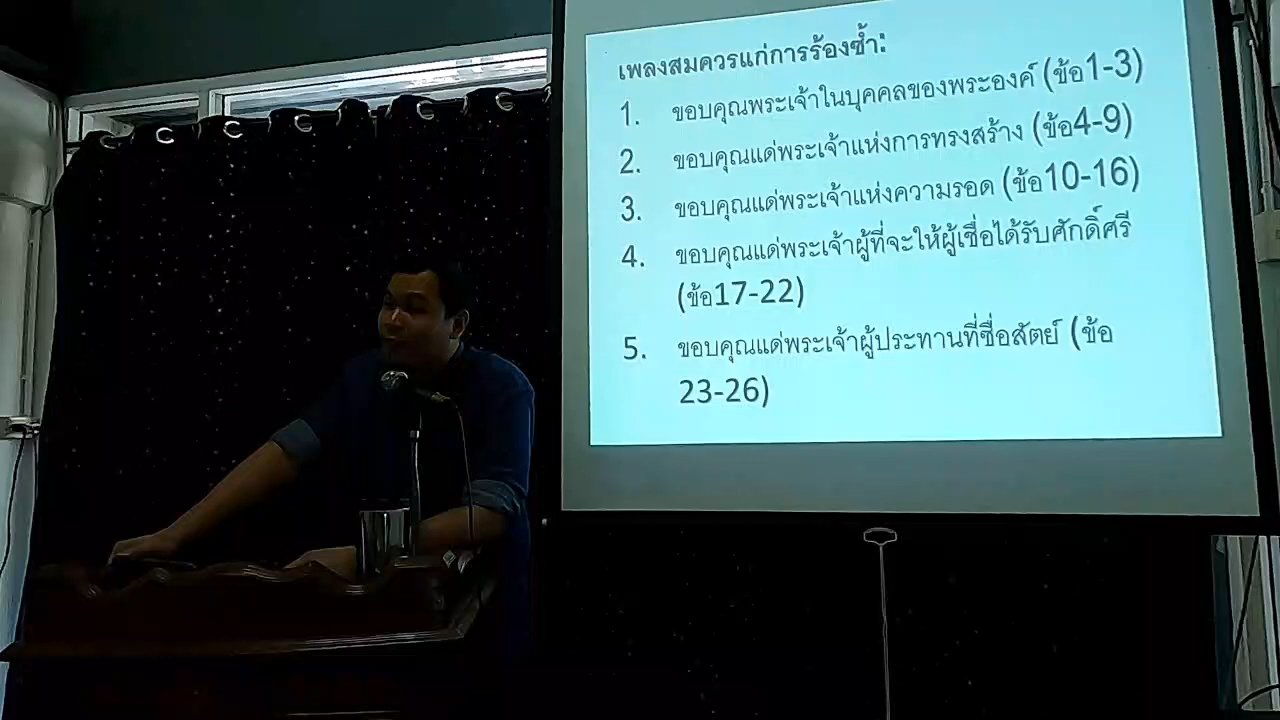 เพลงสมควรแก่การร้องซ้ำ:
1. ขอบคุณพระเจ้าในบุคคลของพระองค์ (ข้อ1-3)
2. ขอบคุณแด่พระเจ้าแห่งการทรงสร้าง (ข้อ4-9)
3. ขอบคุณแด่พระเจ้าแห่งความรอด (ข้อ10-16)
4. ขอบคุณแด่พระเจ้าผู้ที่จะให้ผู้เชื่อได้รับศักดิ์ศรี
(ข้อ17-22)
5. ขอบคุณแด่พระเจ้าผู้ประทานที่ซื่อสัตย์ (ข้อ
23-26)